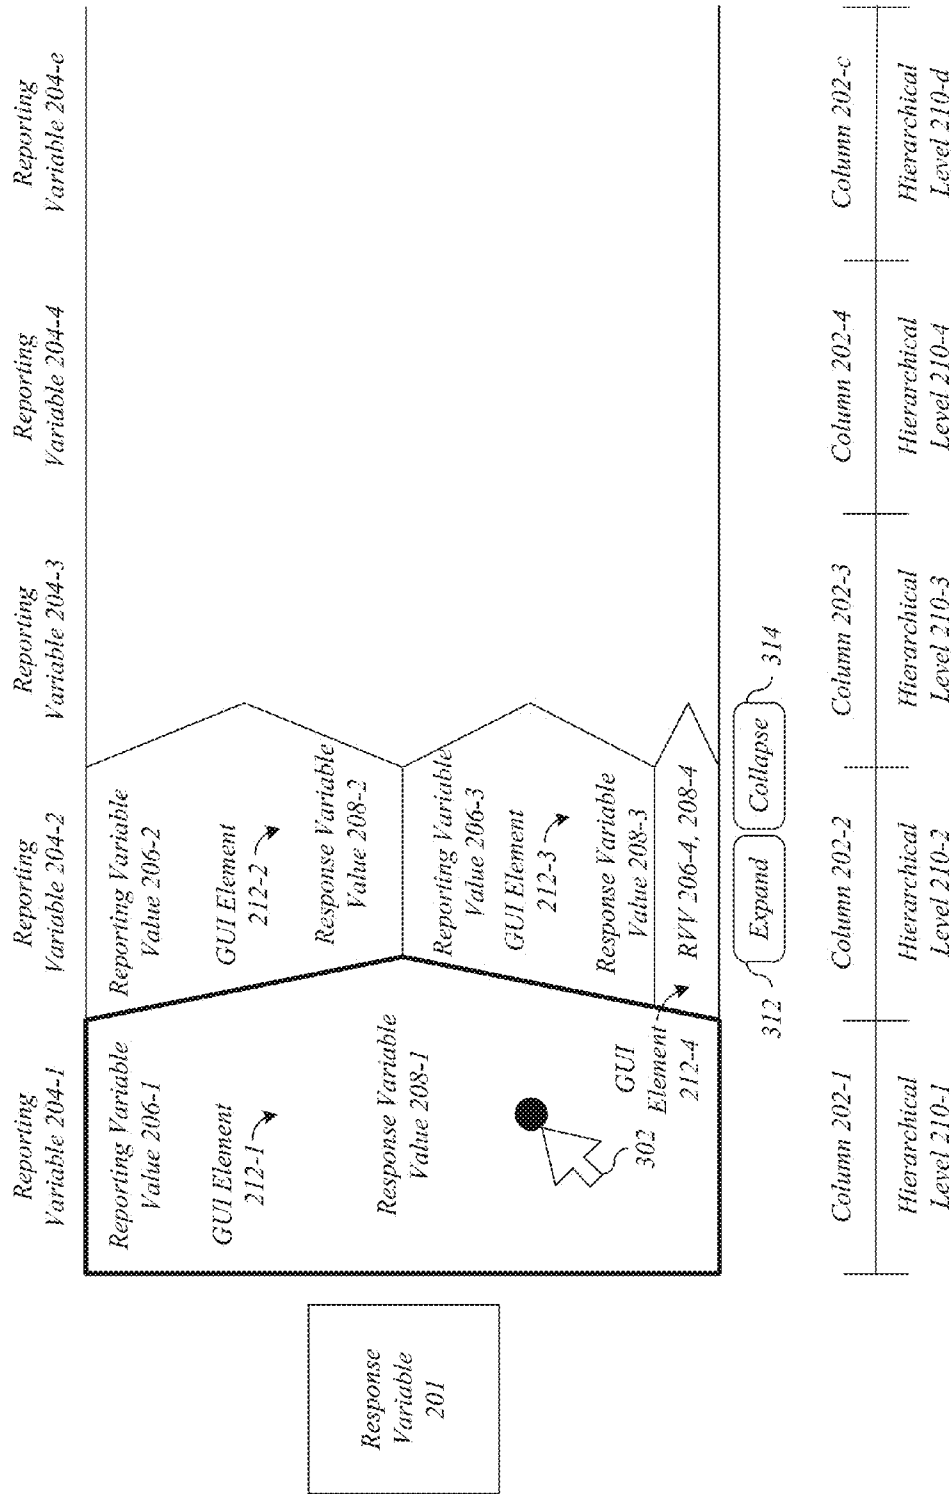 Response
Variable
201
Reporting
Variable 204-1
Reporting
Variable 204-2
Reporting
Variable 204-3
Reporting
Variable 204-4
Reporting
Variable 204-e
Reporting Variable
Value 206-1
GUI Element
212-1
Response Variable
Value 208-1
302
GUI
Element
212-4
Reporting Variable
Value 206-2
GUI Element
212-2
Response Variable
Value 208-2
Reporting Variable
Value 206-3
GUI Element
212-3
Response Variable
Value 208-3
RVV 206-4, 208-4
312
Expand
Collapse
314
Column 202-1
Column 202-2
Column 202-3
Column 202-4
Column 202-c
Hierarchical
Level 210-1
Hierarchical
Level 210-2
Hierarchical
Level 210-3
Hierarchical
Level 210-4
Hierarchical
Level 210-d